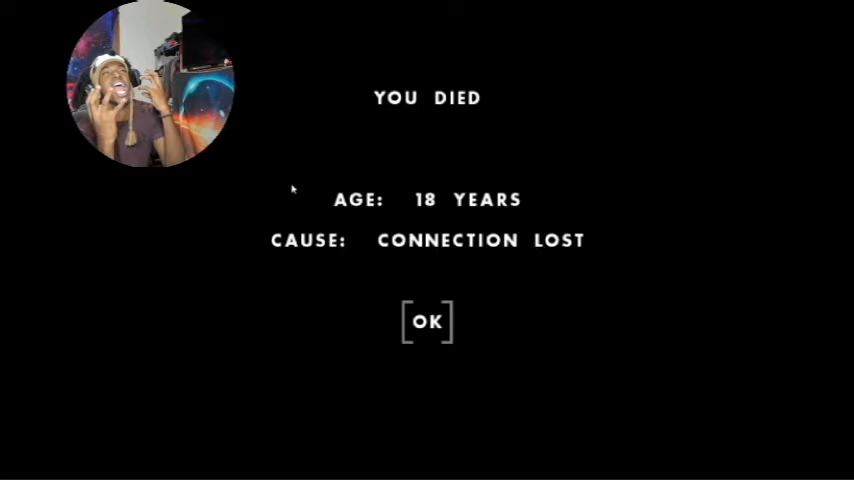 YOU DIED
AGE: 18 YEARS
CAUSE: CONNECTION LOST
[OK]